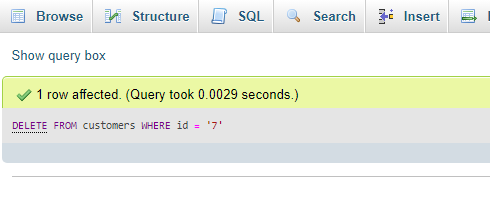 Browse Structure SQL Search Insert
Show query box
1 row affected. (Query took 0.0029 seconds.)
DELETE FROM customers WHERE id = '7'